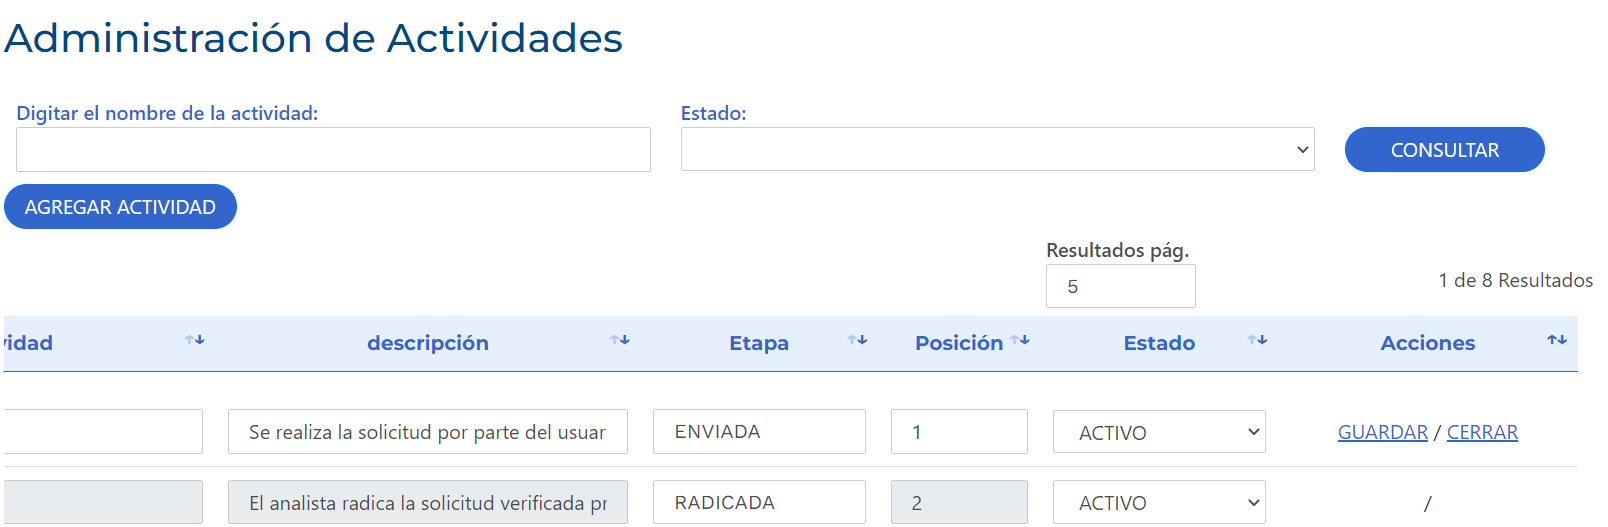 Administración de Actividades
Digitar el nombre de la actividad:
Estado:
CONSULTAR
AGREGAR ACTIVIDAD
Resultados pág.
5
1 de 8 Resultados
vidad descripción Etapa Posición Estado Acciones
Se realiza la solicitud por parte del usuar ENVIADA 1 ACTIVO GUARDAR / CERRAR
El analista radica la solicitud verificada pr RADICADA 2 ACTIVO /